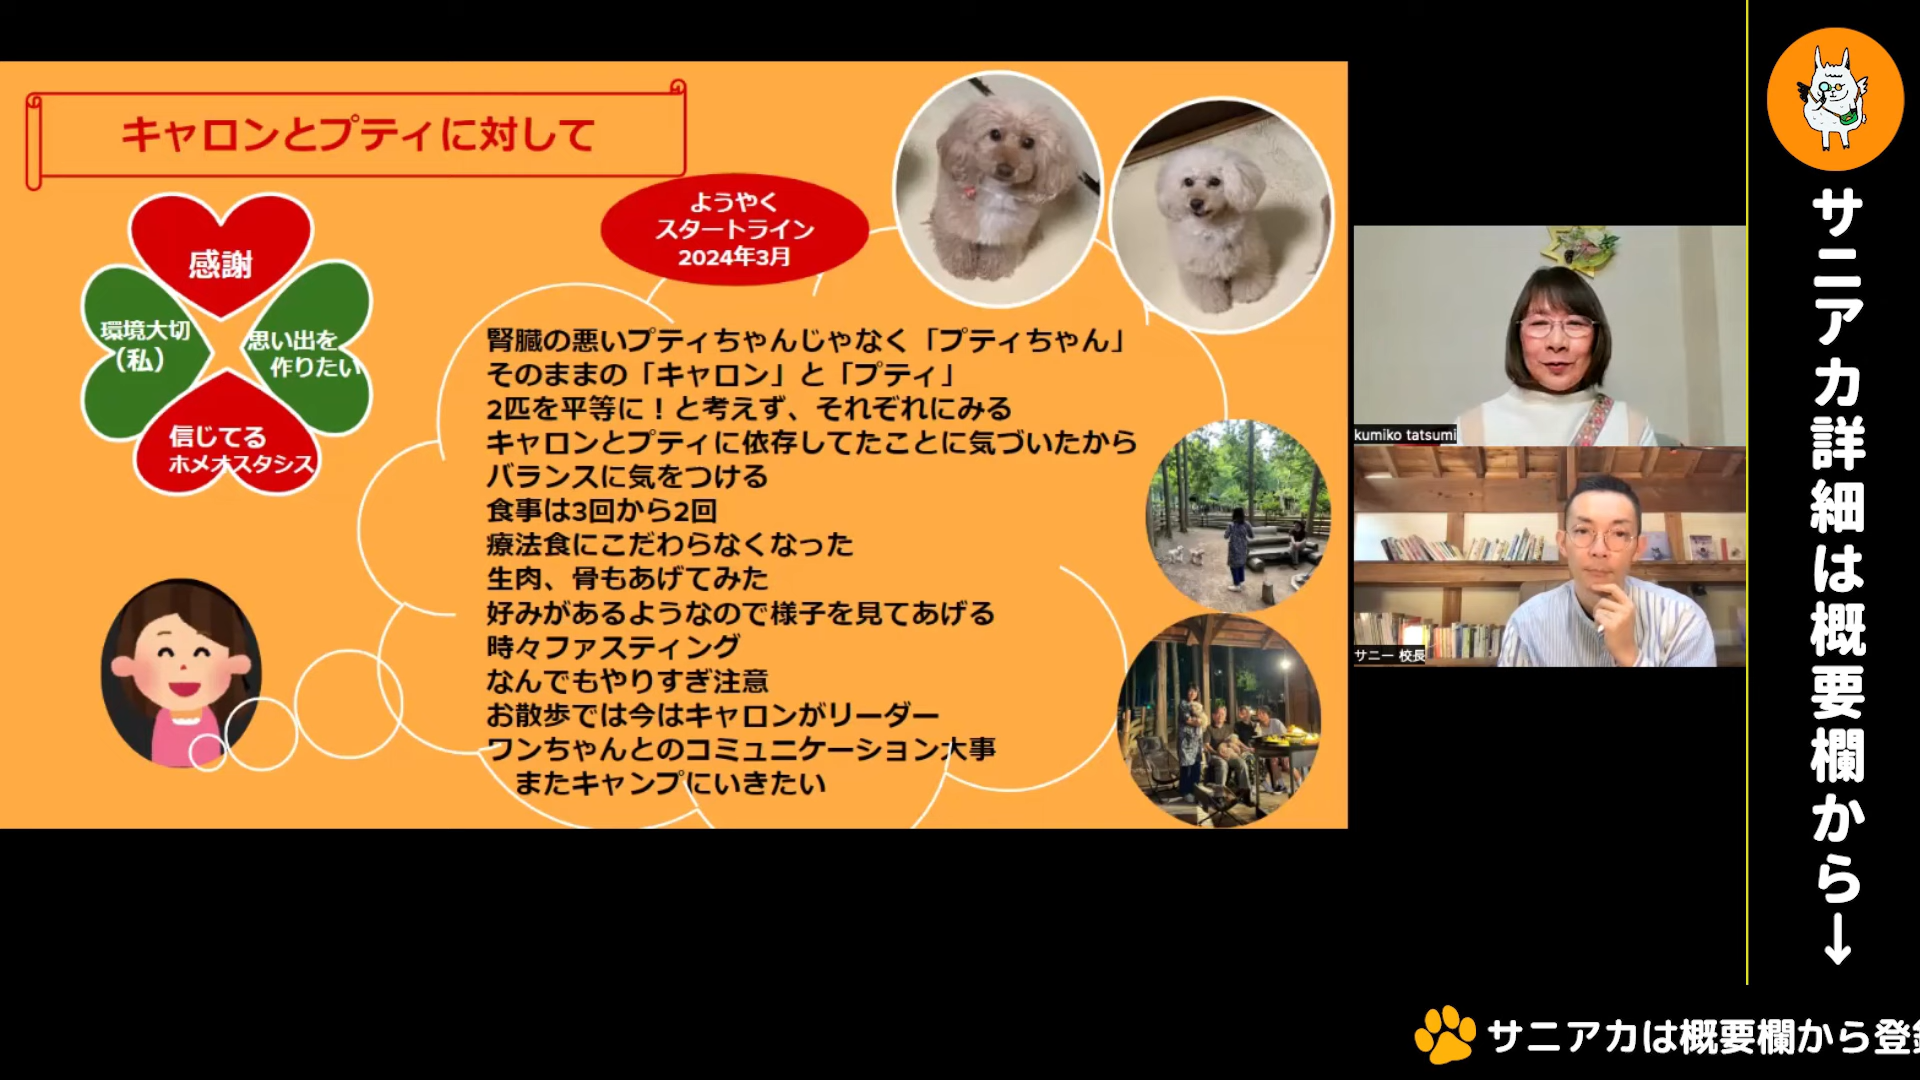 キャロンとプティに対して
ようやく
スタートライン
2024年3月
感謝
環境大切
（私）
思い出を
作りたい
信じてる
ホメオスタシス
腎臓の悪いプティちゃんじゃなく「プティちゃん」
そのままの「キャロン」と「プティ」
2匹を平等に！と考えず、それぞれにみる
キャロンとプティに依存してたことに気づいたから
バランスに気をつける
食事は3回から2回
療法食にこだわらなくなった
生肉、骨もあげてみた
好みがあるようなので様子を見てあげる
時々ファスティング
なんでもやりすぎ注意
お散歩では今はキャロンがリーダー
ワンちゃんとのコミュニケーション大事
またキャンプにいきたい
kumiko tatsumi
サニー 校長
サニアカ詳細は概要欄から→
サニアカは概要欄から登録